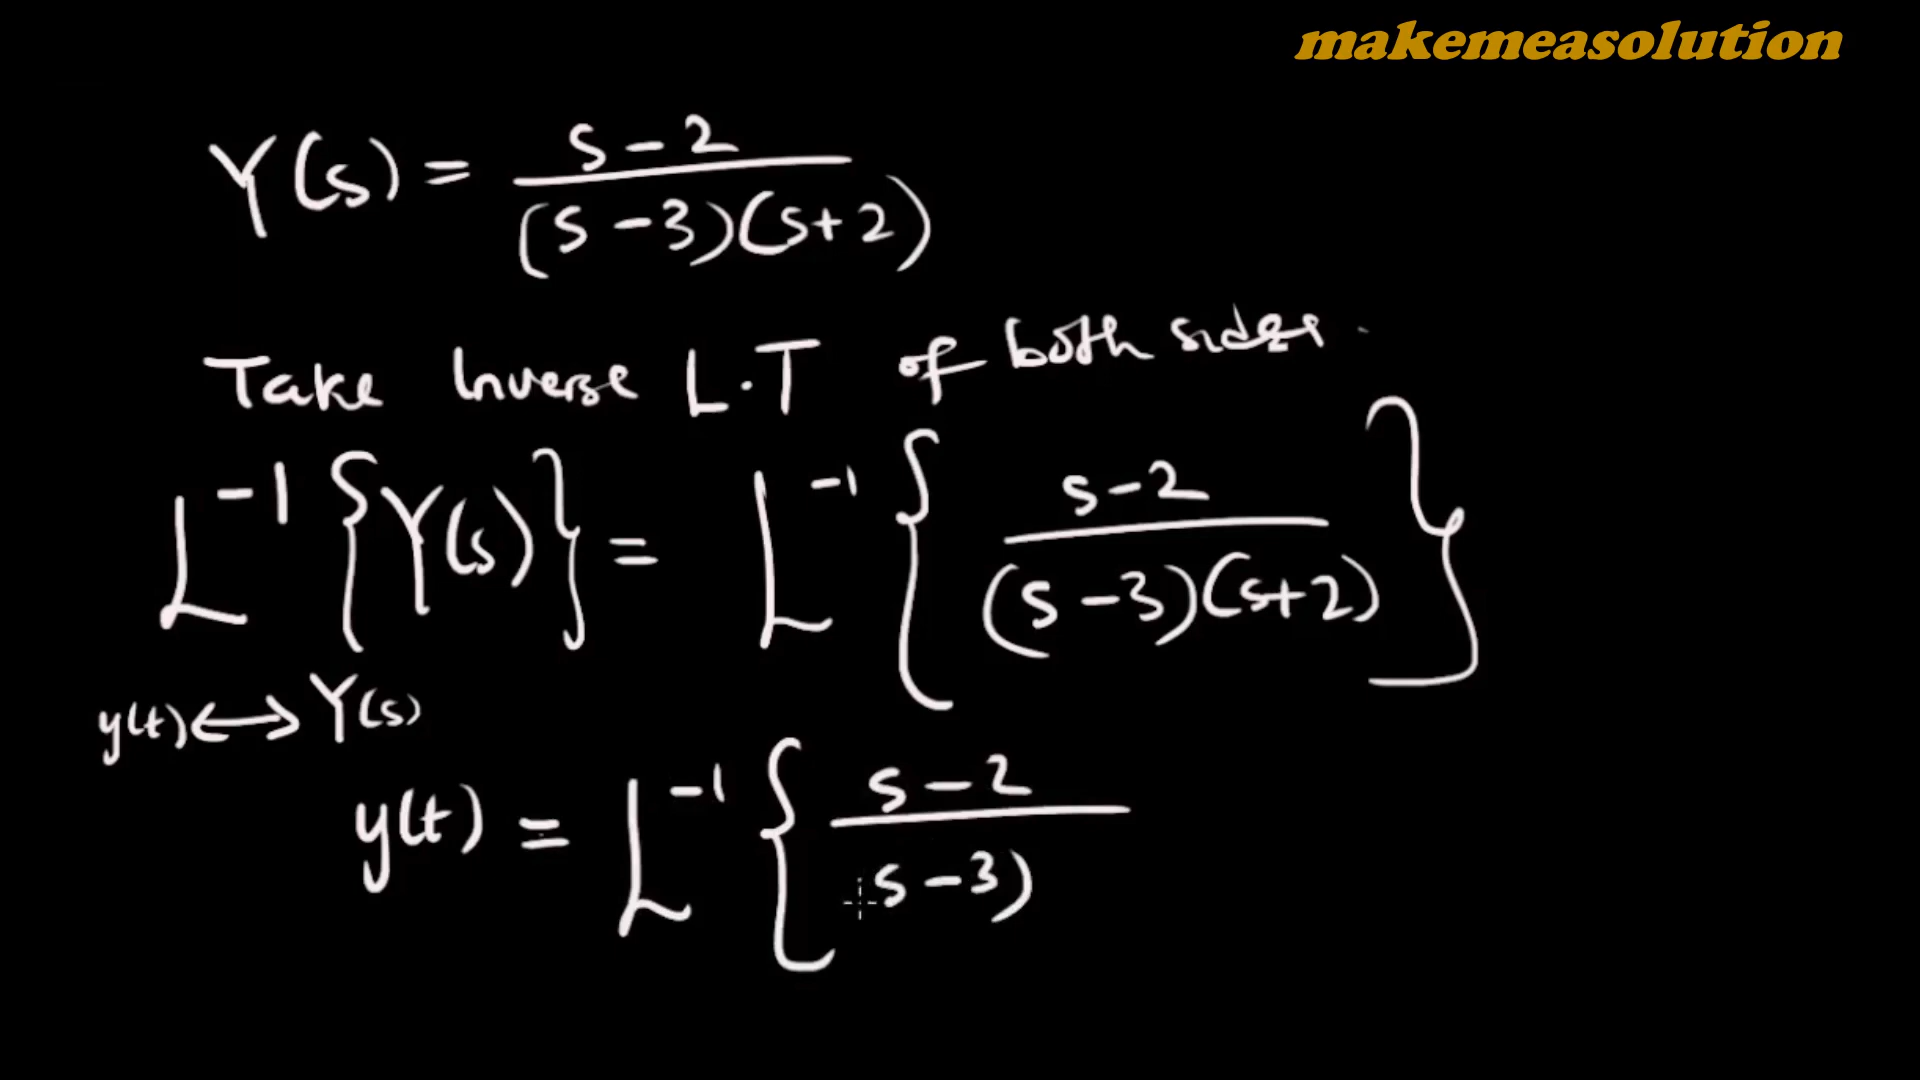 makemeasolution
Y(s) = s-2 / (s-3)(s+2)
Take Inverse L.T of both sides.
L^-1 {Y(s)} = L^-1 { s-2 / (s-3)(s+2) }
y(t) ↔ Y(s)
y(t) = L^-1 { s-2 / s-3)